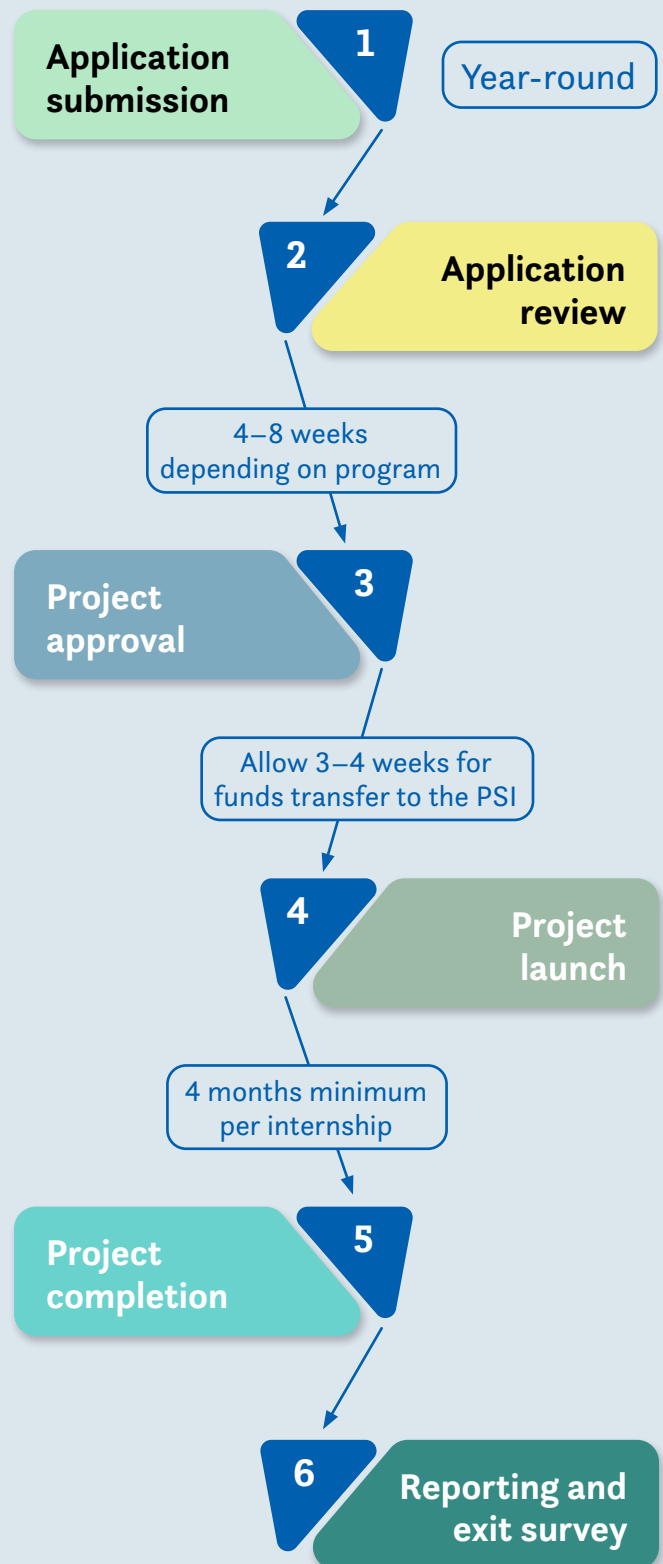 1
Application
submission
Year-round
2
Application
review
4–8 weeks
depending on program
3
Project
approval
Allow 3–4 weeks for
funds transfer to the PSI
4
Project
launch
4 months minimum
per internship
5
Project
completion
6
Reporting and
exit survey